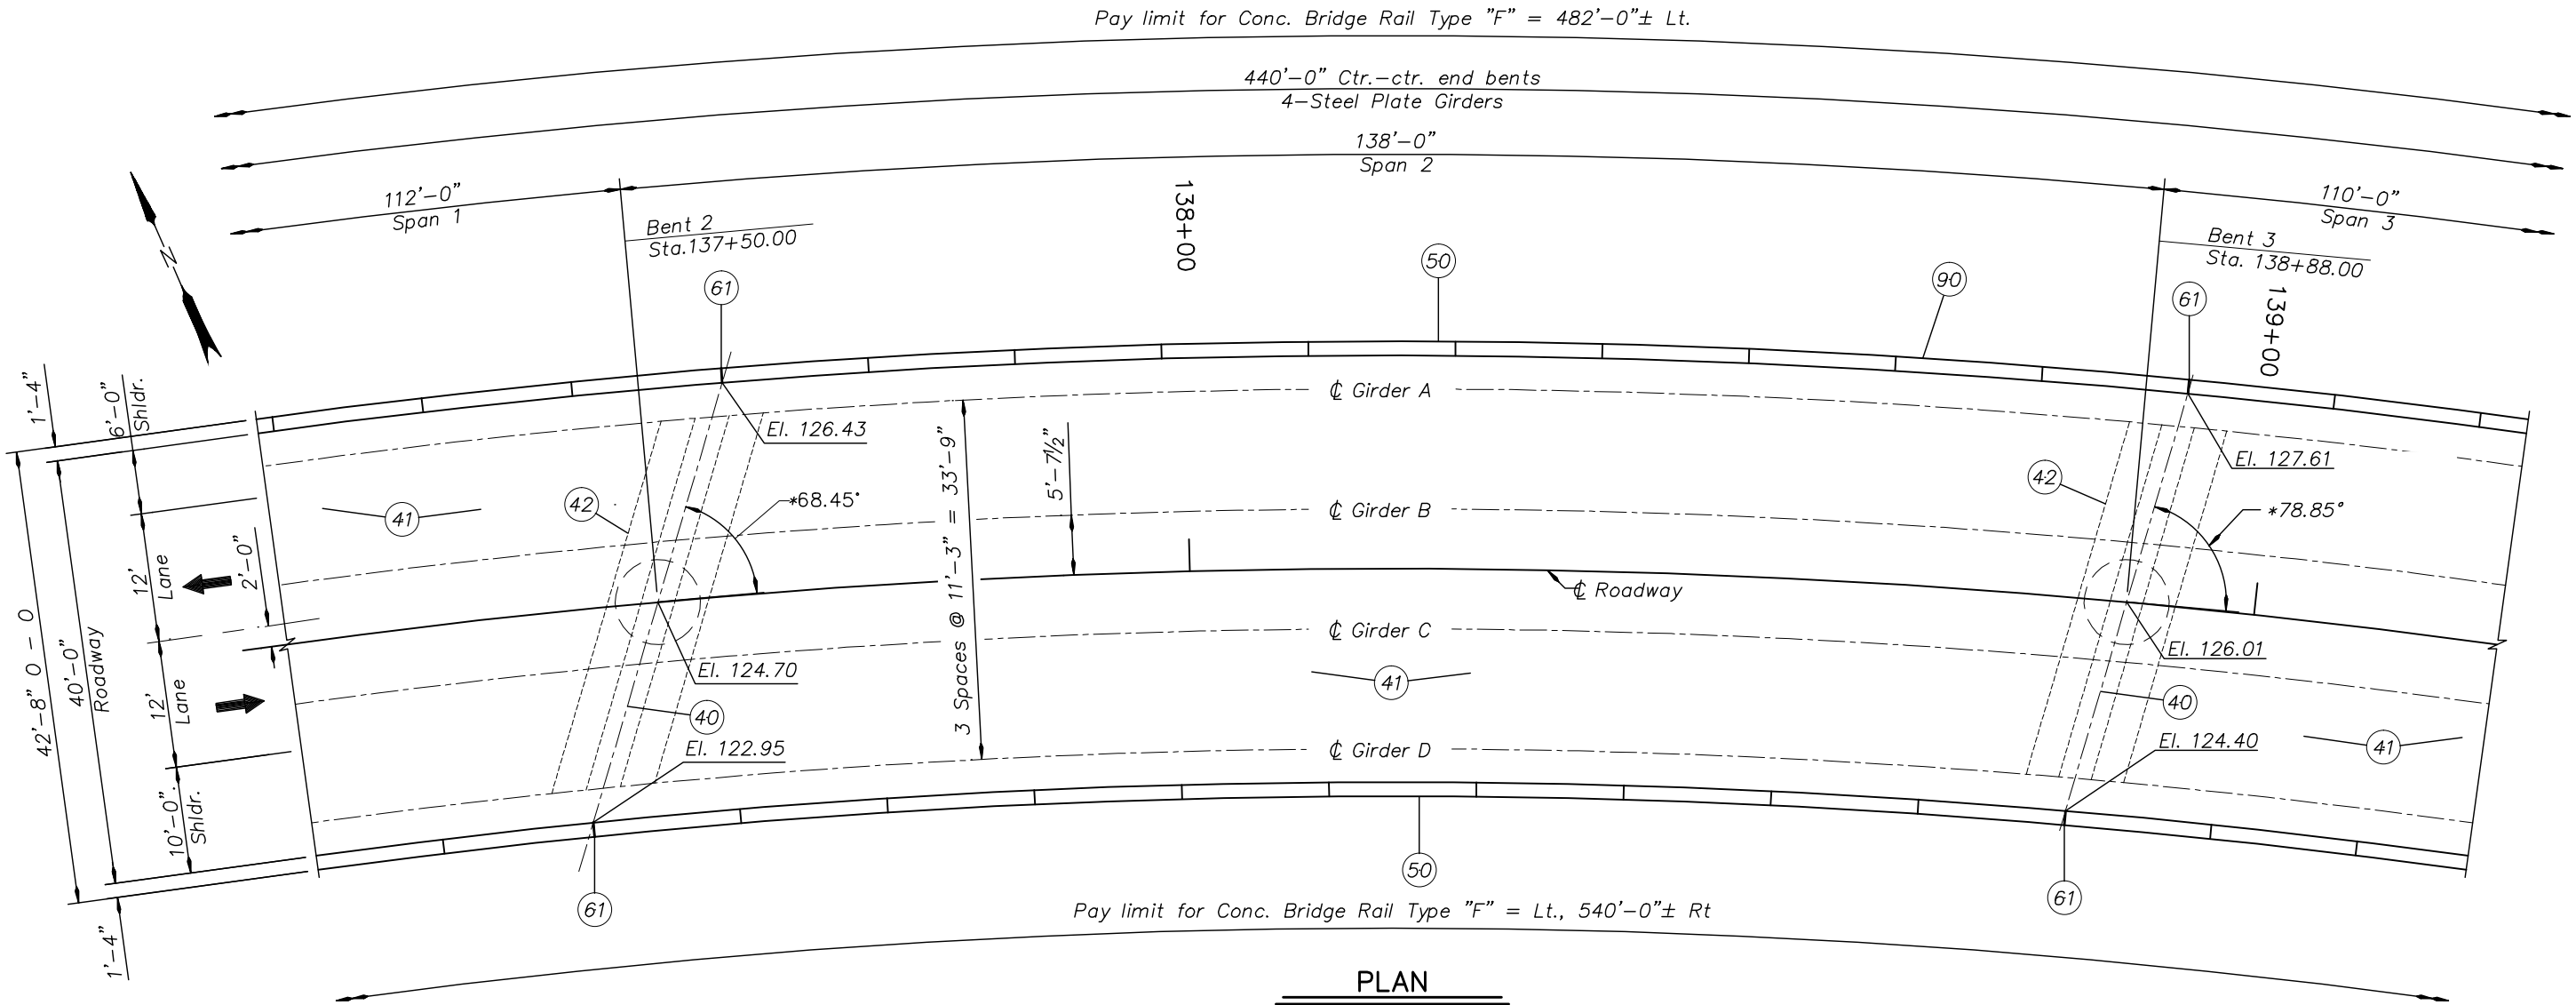 Pay limit for Conc. Bridge Rail Type "F" = 482'-0"± Lt.
440'-0" Ctr.-ctr. end bents
4-Steel Plate Girders
138'-0"
Span 2
112'-0"
Span 1
110'-0"
Span 3
138+00
Bent 2
Sta.137+50.00
Bent 3
Sta. 138+88.00
139+00
N
61
50
90
61
1'-4"
6'-0"
Shldr.
℄ Girder A
El. 126.43
El. 127.61
5'-7½"
42
*68.45°
42
*78.85°
41
℄ Girder B
12'
Lane
2'-0"
3 Spaces @ 11'-3" = 33'-9"
℄ Roadway
42'-8" O - O
40'-0"
Roadway
℄ Girder C
El. 124.70
El. 126.01
12'
Lane
41
40
40
El. 122.95
El. 124.40
41
℄ Girder D
10'-0"
Shldr.
50
61
61
1'-4"
Pay limit for Conc. Bridge Rail Type "F" = Lt., 540'-0"± Rt
PLAN